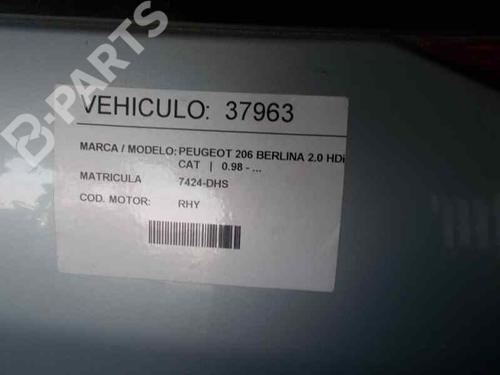 B-PARTS
VEHICULO: 37963
MARCA / MODELO: PEUGEOT 206 BERLINA 2.0 HDi
CAT | 0.98 - ...
MATRICULA 7424-DHS
COD. MOTOR: RHY